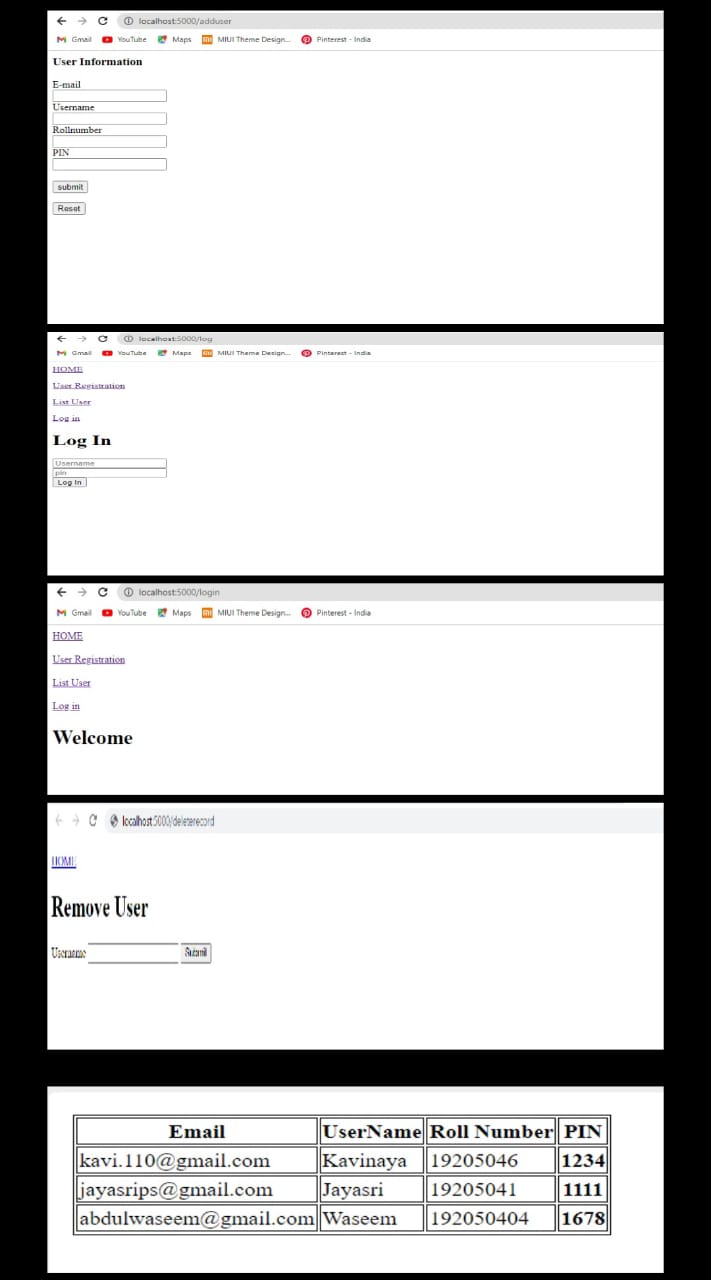 localhost:5000/adduser
Gmail YouTube Maps MIUI Theme Design... Pinterest - India
User Information
E-mail
Username
Rollnumber
PIN
submit
Reset
localhost:5000/log
Gmail YouTube Maps MIUI Theme Design... Pinterest - India
HOME
User Registration
List User
Log in
Log In
Username
pin
Log In
localhost:5000/login
Gmail YouTube Maps MIUI Theme Design... Pinterest - India
HOME
User Registration
List User
Log in
Welcome
localhost:5000/deleterecord
HOME
Remove User
Username Submit
Email UserName Roll Number PIN
kavi.110@gmail.com Kavinaya 19205046 1234
jayasrips@gmail.com Jayasri 19205041 1111
abdulwaseem@gmail.com Waseem 192050404 1678